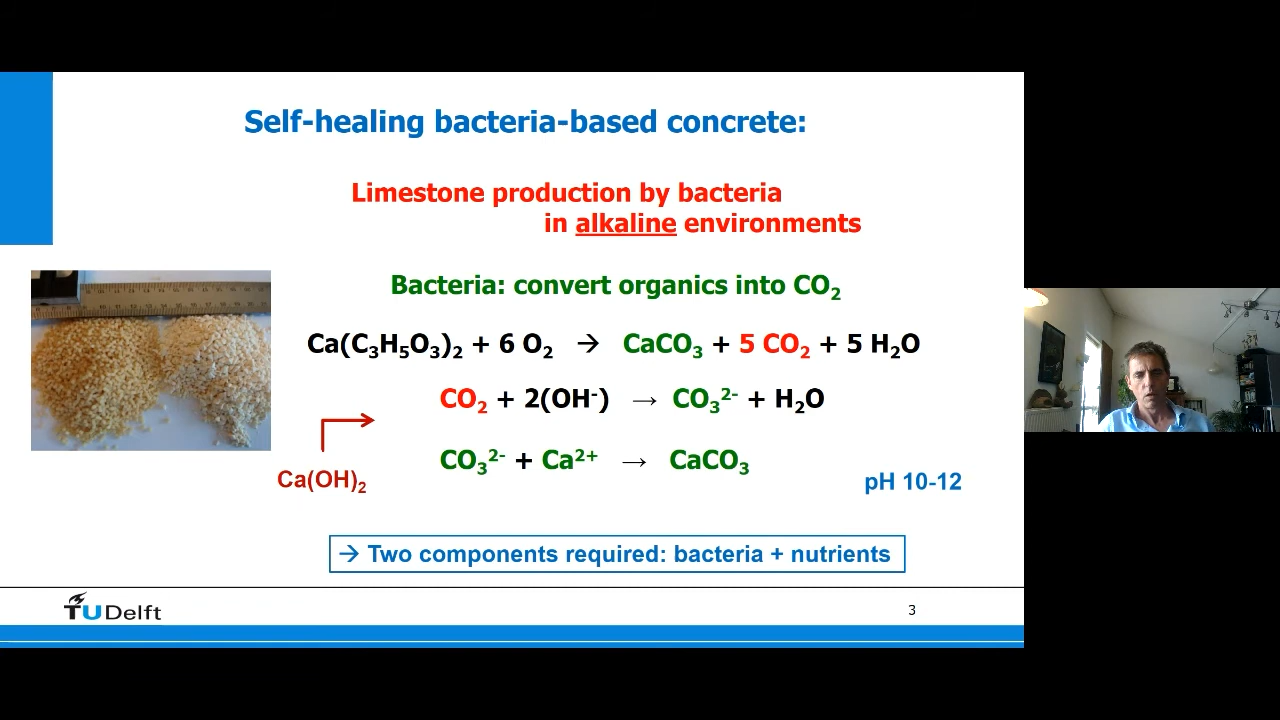 Self-healing bacteria-based concrete:
Limestone production by bacteria
in alkaline environments
Bacteria: convert organics into CO₂
Ca(C₃H₅O₃)₂ + 6 O₂ → CaCO₃ + 5 CO₂ + 5 H₂O
CO₂ + 2(OH⁻) → CO₃²⁻ + H₂O
CO₃²⁻ + Ca²⁺ → CaCO₃
Ca(OH)₂
pH 10-12
→ Two components required: bacteria + nutrients
TU Delft
3